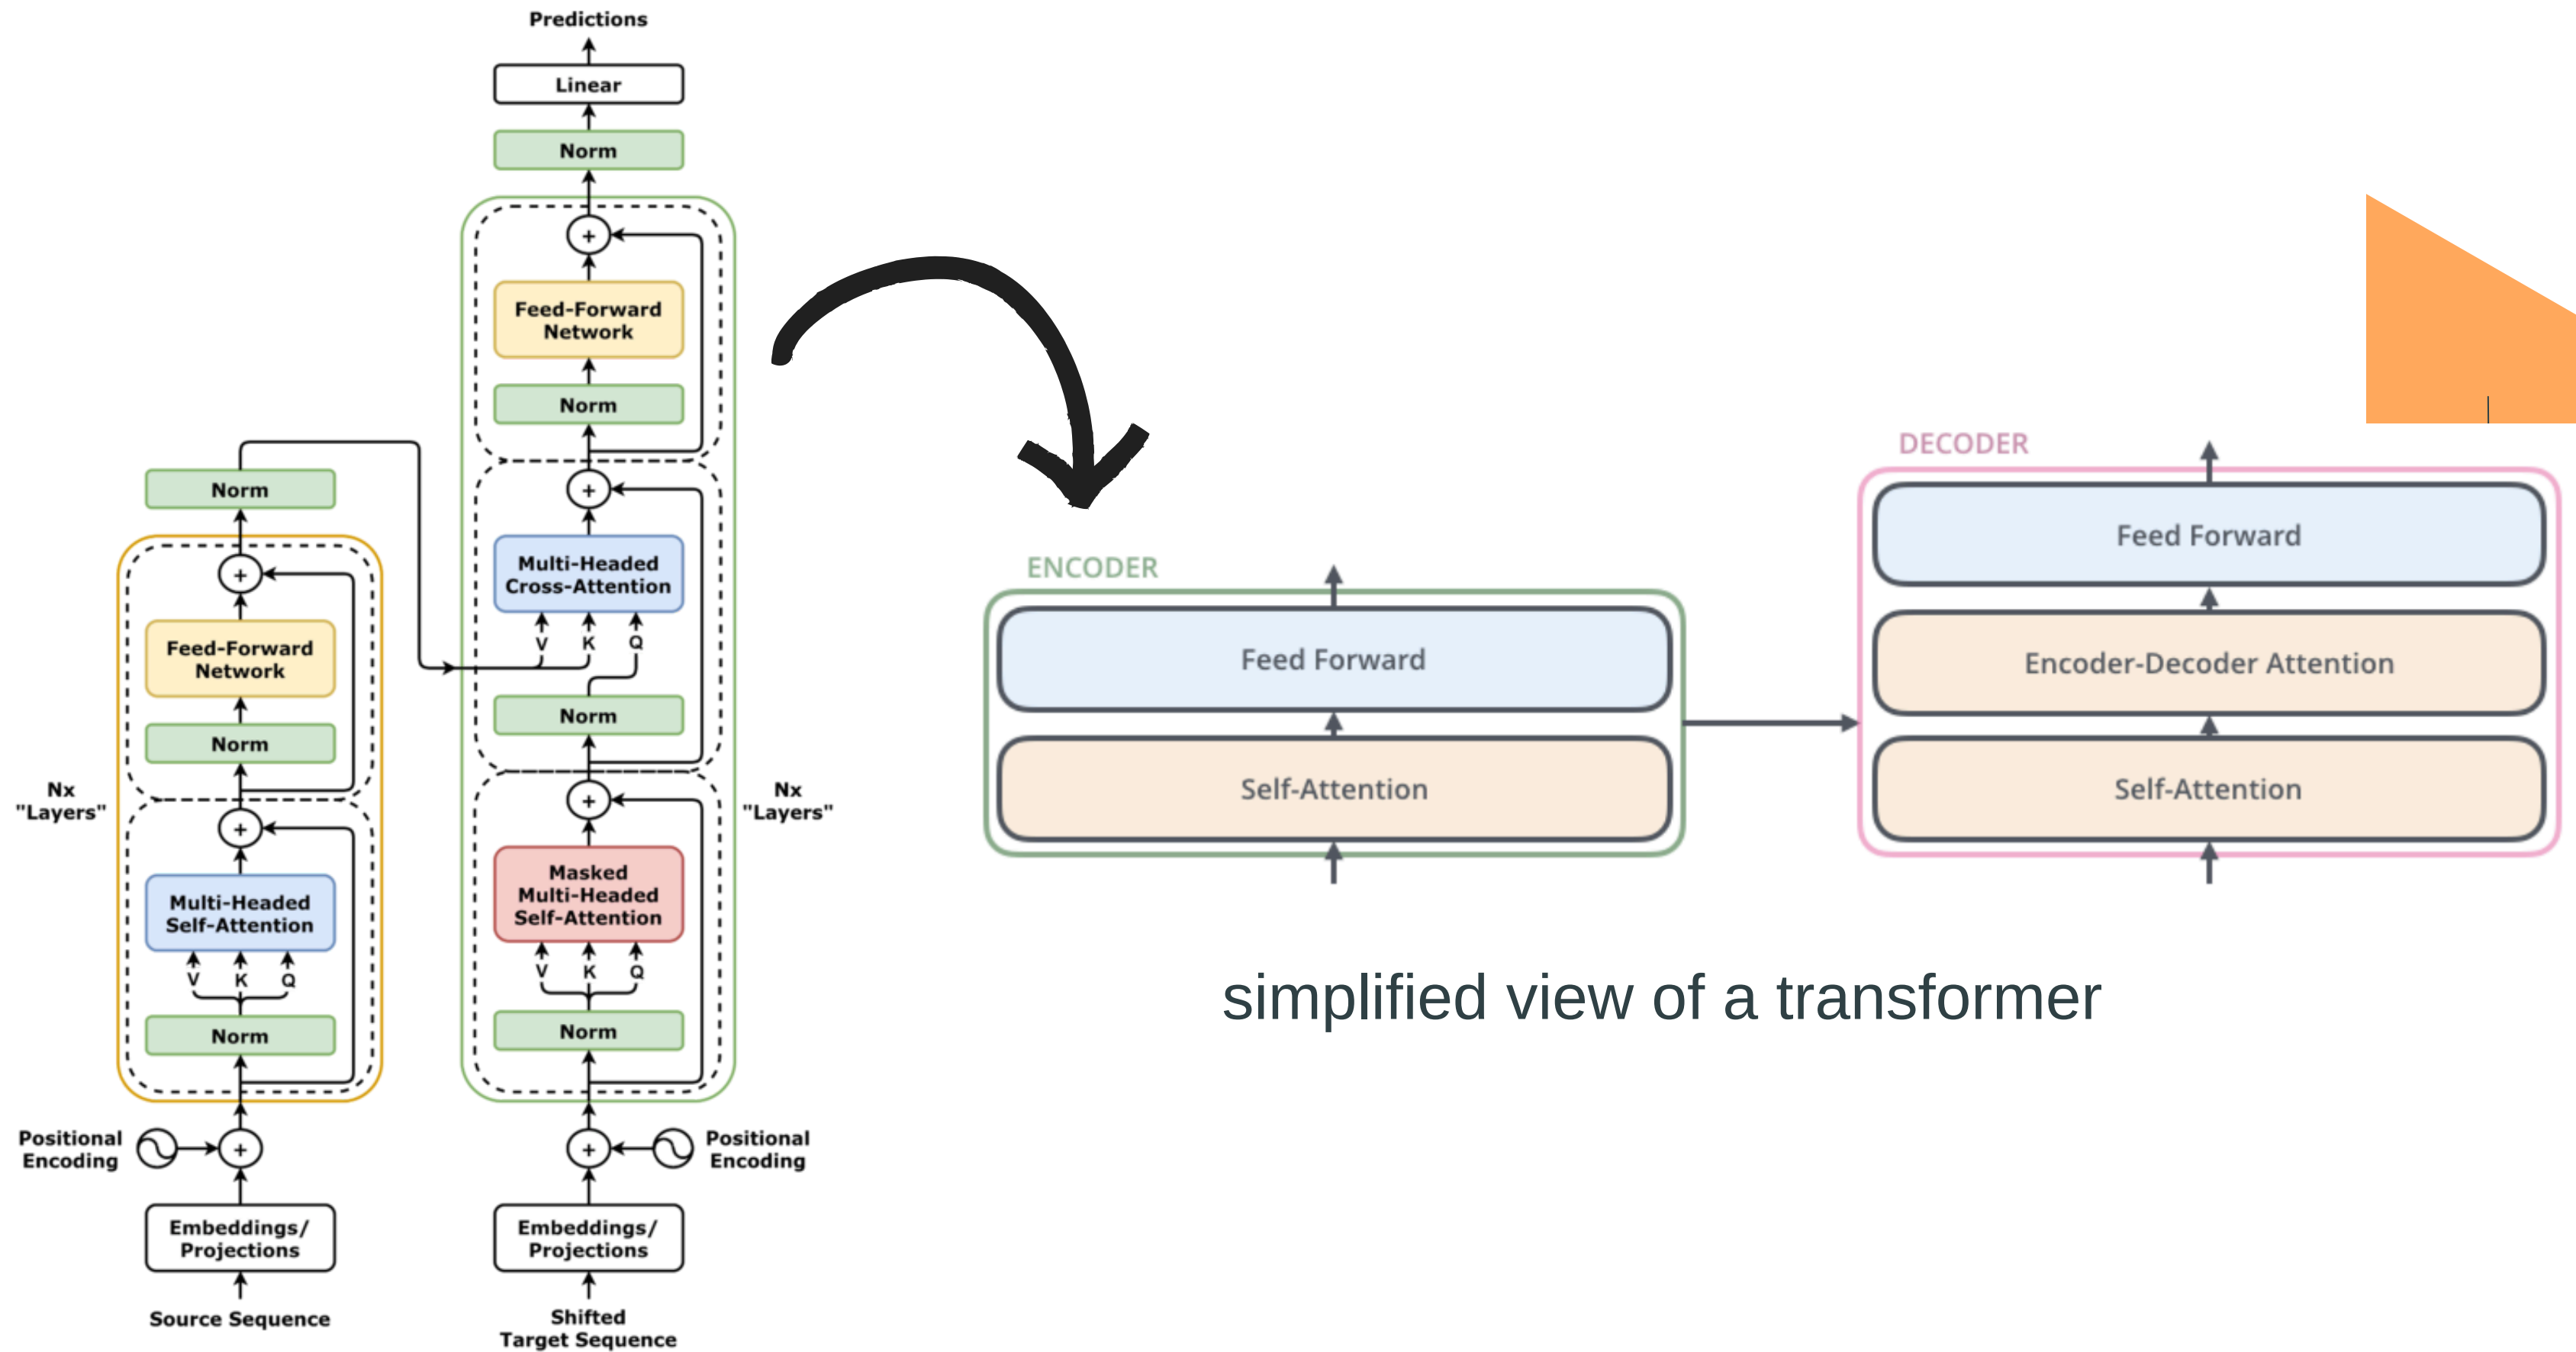 Predictions
Linear
Norm
+
Feed-Forward
Network
Norm
+
Multi-Headed
Cross-Attention
V K Q
Norm
+
Masked
Multi-Headed
Self-Attention
V K Q
Norm
Nx
"Layers"
+
Positional
Encoding
Embeddings/
Projections
Shifted
Target Sequence
Norm
+
Feed-Forward
Network
Norm
Nx
"Layers"
+
Multi-Headed
Self-Attention
V K Q
Norm
Positional
Encoding
+
Embeddings/
Projections
Source Sequence
ENCODER
Feed Forward
Self-Attention
DECODER
Feed Forward
Encoder-Decoder Attention
Self-Attention
simplified view of a transformer